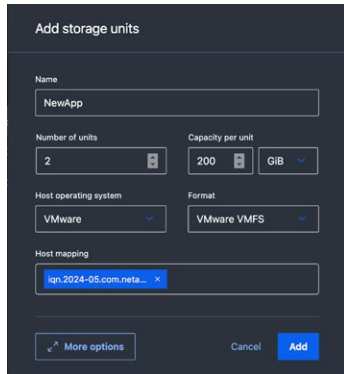 Add storage units
Name
NewApp
Number of units Capacity per unit
2 200 GiB
Host operating system Format
VMware VMware VMFS
Host mapping
iqn.2024-05.com.neta... ×
More options Cancel Add